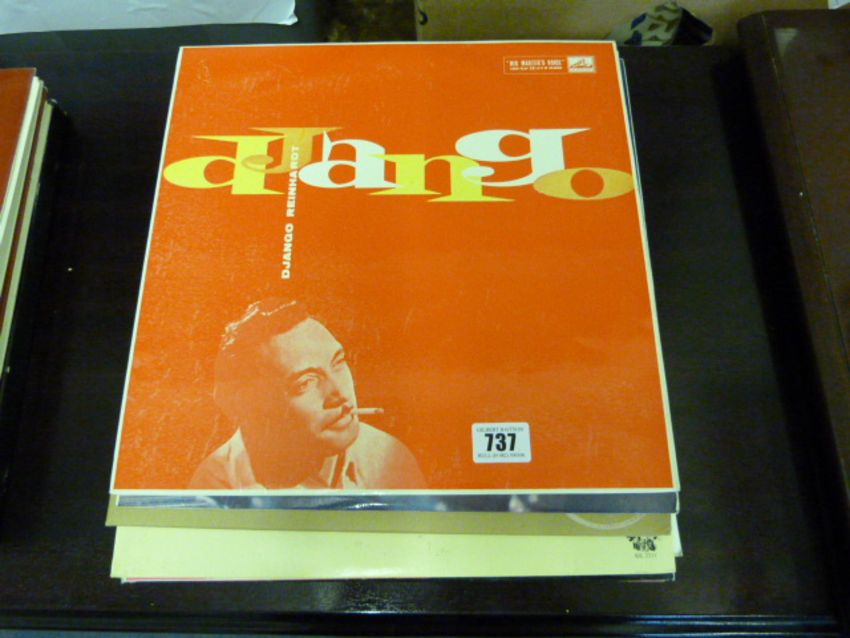 "HIS MASTER'S VOICE"
django
DJANGO REINHARDT
737